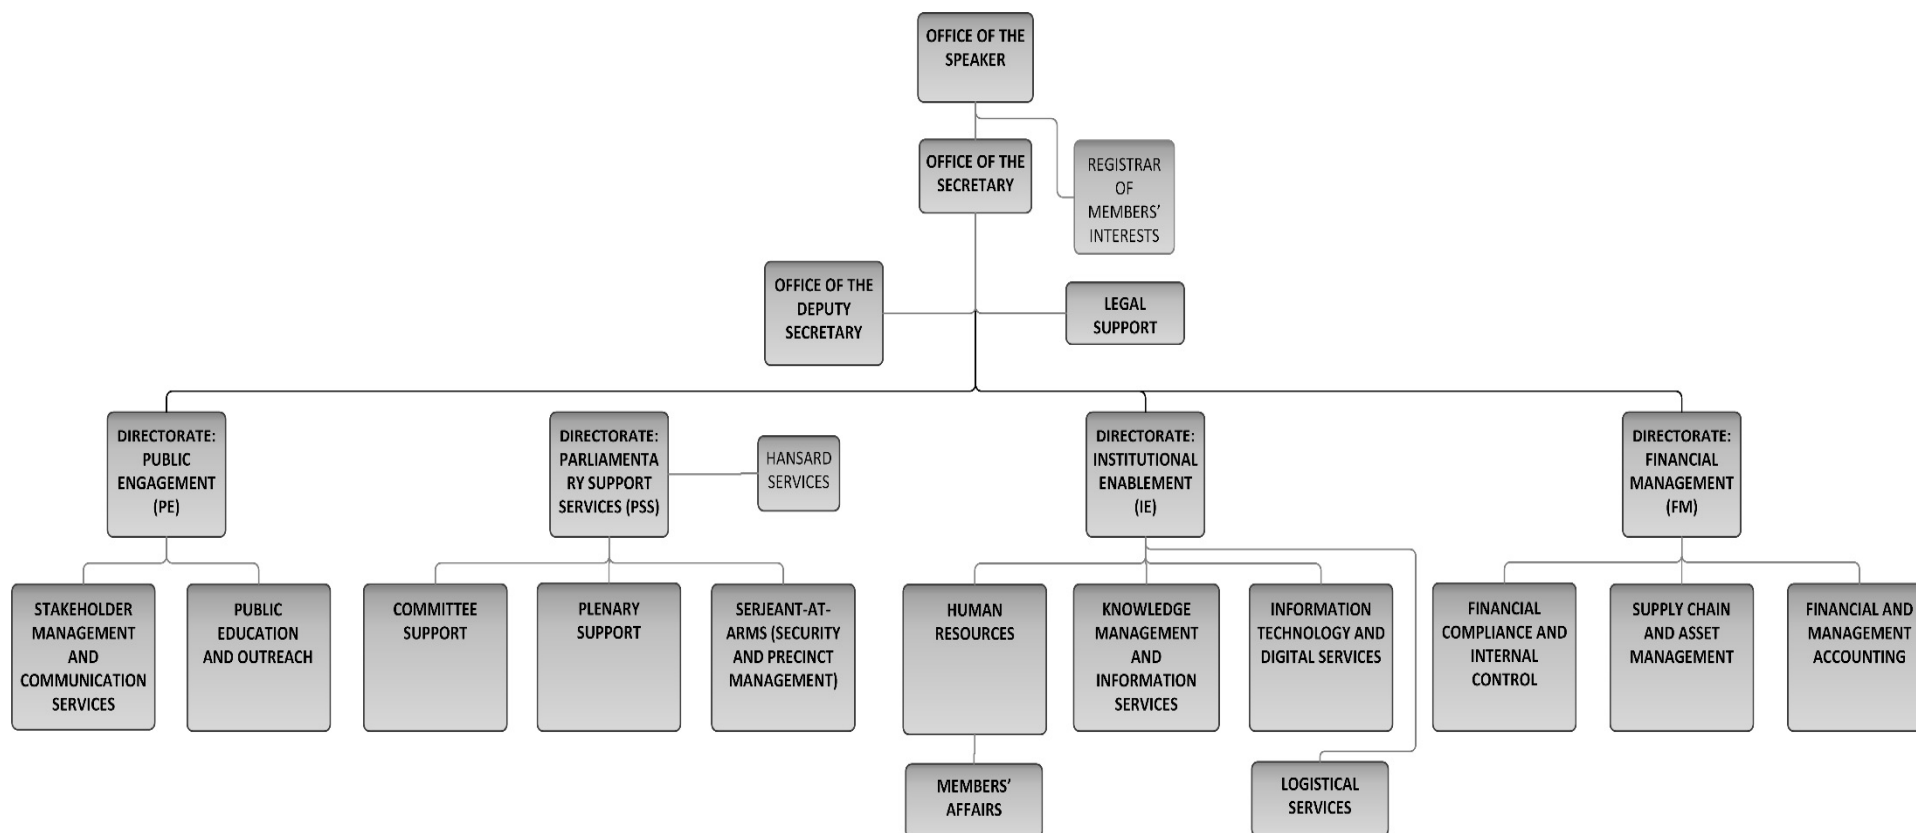 OFFICE OF THE
SPEAKER
OFFICE OF THE
SECRETARY
REGISTRAR
OF
MEMBERS’
INTERESTS
OFFICE OF THE
DEPUTY
SECRETARY
LEGAL
SUPPORT
DIRECTORATE:
PUBLIC
ENGAGEMENT
(PE)
DIRECTORATE:
PARLIAMENTA
RY SUPPORT
SERVICES (PSS)
HANSARD
SERVICES
DIRECTORATE:
INSTITUTIONAL
ENABLEMENT
(IE)
DIRECTORATE:
FINANCIAL
MANAGEMENT
(FM)
STAKEHOLDER
MANAGEMENT
AND
COMMUNICATION
SERVICES
PUBLIC
EDUCATION
AND OUTREACH
COMMITTEE
SUPPORT
PLENARY
SUPPORT
SERJEANT-AT-
ARMS (SECURITY
AND PRECINCT
MANAGEMENT)
HUMAN
RESOURCES
KNOWLEDGE
MANAGEMENT
AND
INFORMATION
SERVICES
INFORMATION
TECHNOLOGY AND
DIGITAL SERVICES
FINANCIAL
COMPLIANCE AND
INTERNAL
CONTROL
SUPPLY CHAIN
AND ASSET
MANAGEMENT
FINANCIAL AND
MANAGEMENT
ACCOUNTING
MEMBERS’
AFFAIRS
LOGISTICAL
SERVICES